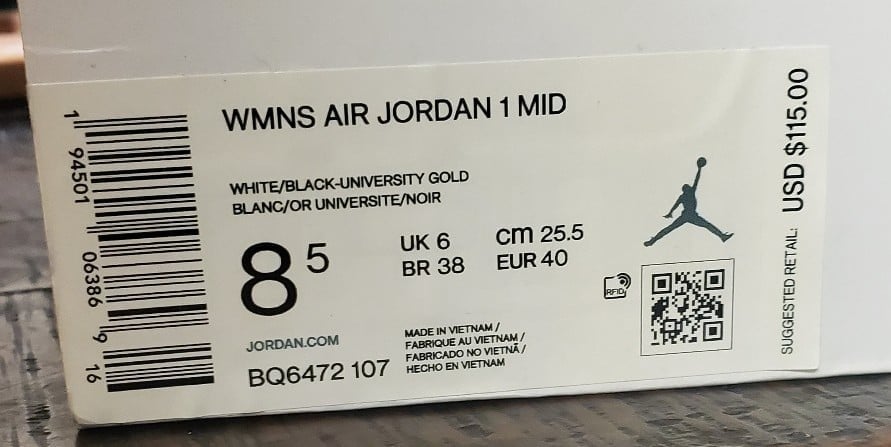 WMNS AIR JORDAN 1 MID
WHITE/BLACK-UNIVERSITY GOLD
BLANC/OR UNIVERSITE/NOIR
8 5
UK 6
BR 38
cm 25.5
EUR 40
JORDAN.COM
BQ6472 107
MADE IN VIETNAM /
FABRIQUE AU VIETNAM /
FABRICADO NO VIETNÃ /
HECHO EN VIETNAM
RFID
SUGGESTED RETAIL: USD $115.00
1 94501 06386 9 16